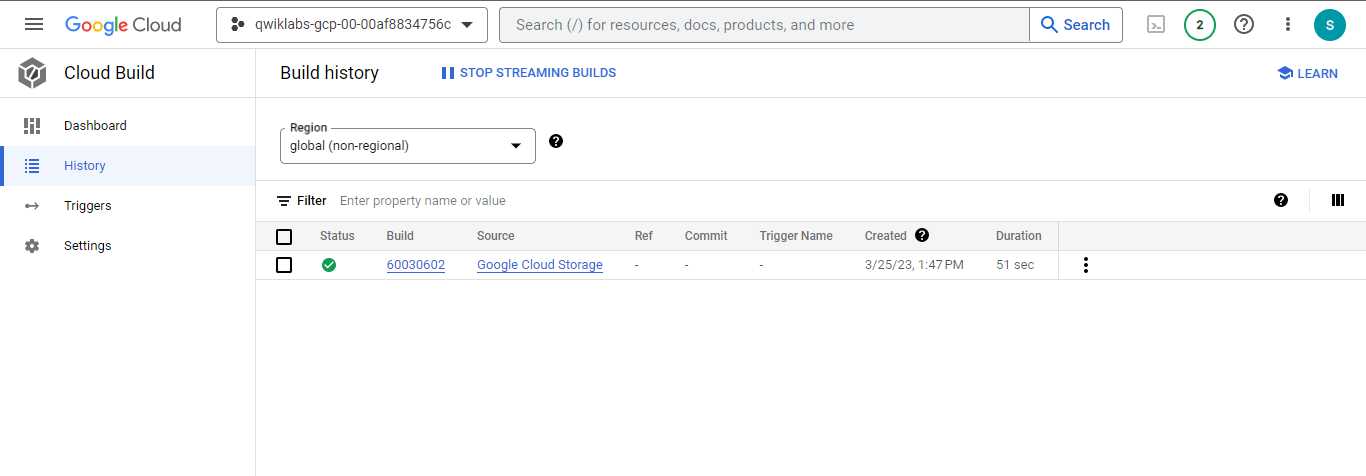 Google Cloud
qwiklabs-gcp-00-00af8834756c
Search (/) for resources, docs, products, and more
Search
2
S
Cloud Build
Build history
STOP STREAMING BUILDS
LEARN
Dashboard
History
Triggers
Settings
Region
global (non-regional)
Filter Enter property name or value
Status Build Source Ref Commit Trigger Name Created Duration
60030602 Google Cloud Storage - - - 3/25/23, 1:47 PM 51 sec